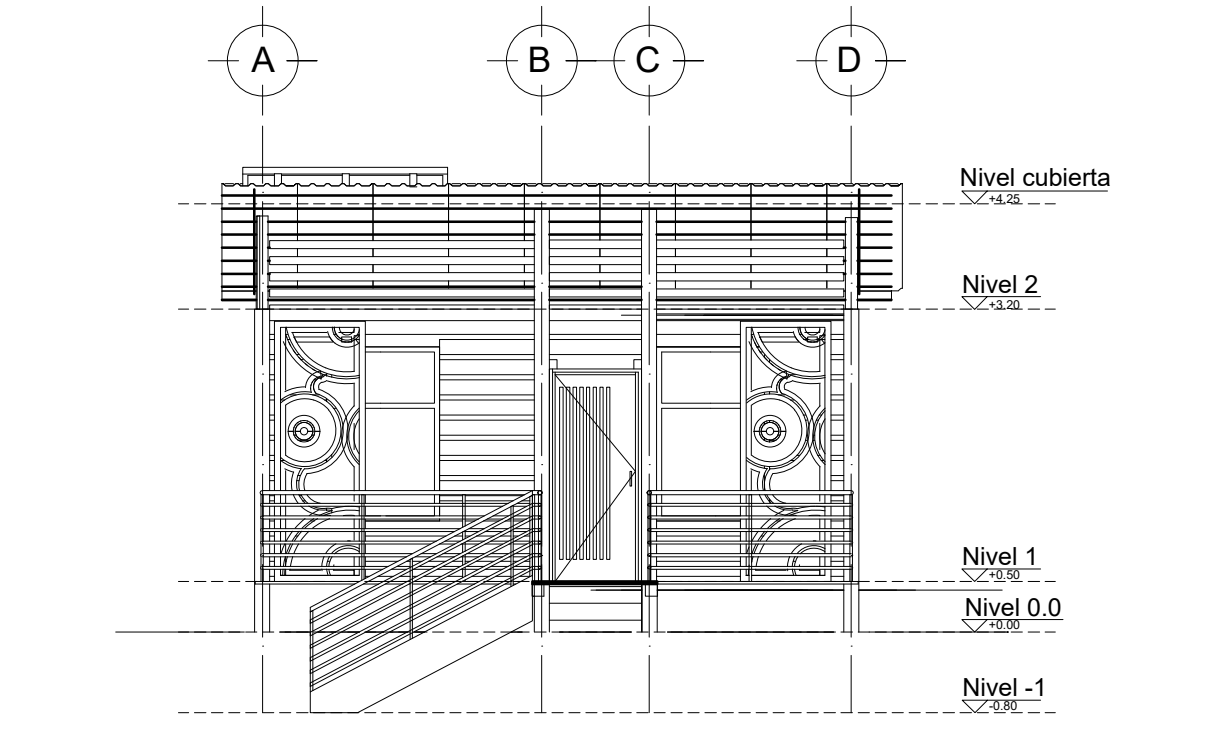 A B C D
Nivel cubierta
+4.25
Nivel 2
+3.20
Nivel 1
+0.50
Nivel 0.0
+0.00
Nivel -1
-0.80